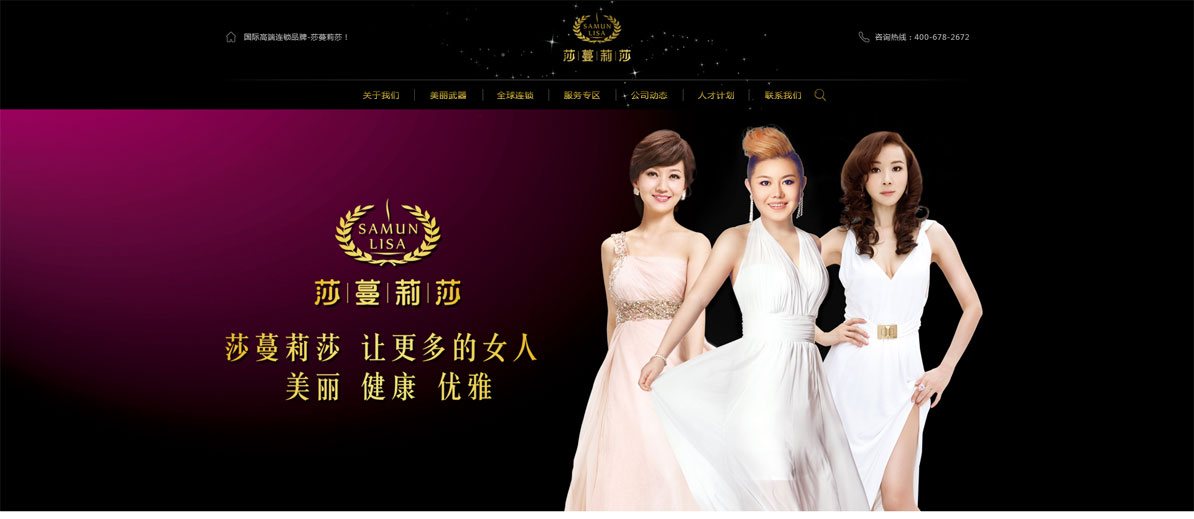 国际高端连锁品牌-莎蔓莉莎！
SAMUN
LISA
莎蔓莉莎
咨询热线：400-678-2672
关于我们 美丽武器 全球连锁 服务专区 公司动态 人才计划 联系我们
SAMUN
LISA
莎蔓莉莎
莎蔓莉莎 让更多的女人
美丽 健康 优雅